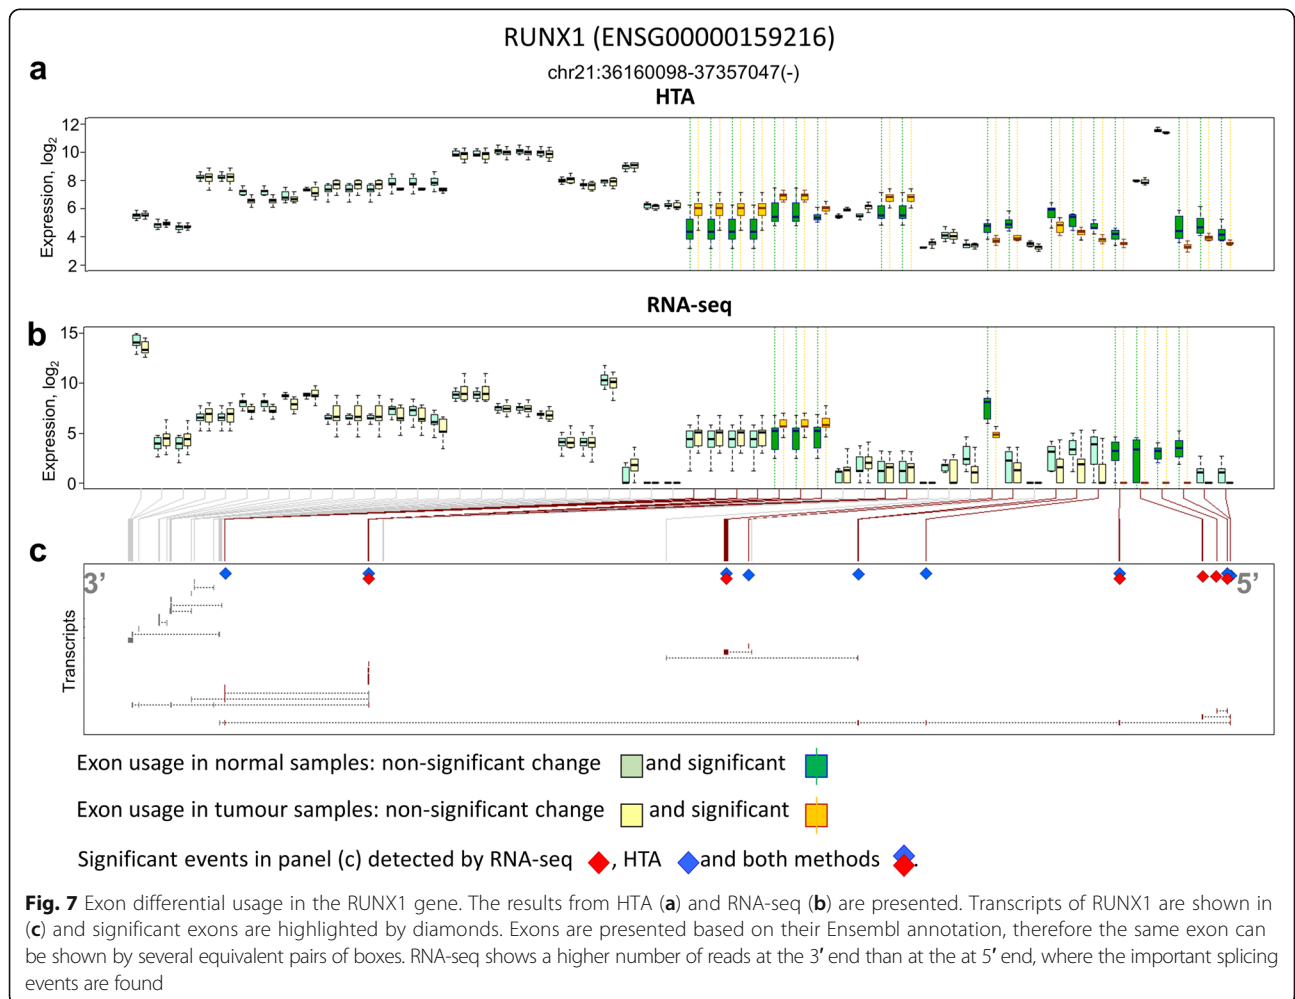 RUNX1 (ENSG00000159216)
a
chr21:36160098-37357047(-)
HTA
Expression, log2
12
10
8
6
4
2
RNA-seq
b
Expression, log2
15
10
5
0
c
3’
5’
Transcripts
Exon usage in normal samples: non-significant change and significant
Exon usage in tumour samples: non-significant change and significant
Significant events in panel (c) detected by RNA-seq , HTA and both methods .
Fig. 7 Exon differential usage in the RUNX1 gene. The results from HTA (a) and RNA-seq (b) are presented. Transcripts of RUNX1 are shown in
(c) and significant exons are highlighted by diamonds. Exons are presented based on their Ensembl annotation, therefore the same exon can
be shown by several equivalent pairs of boxes. RNA-seq shows a higher number of reads at the 3′ end than at the at 5′ end, where the important splicing
events are found